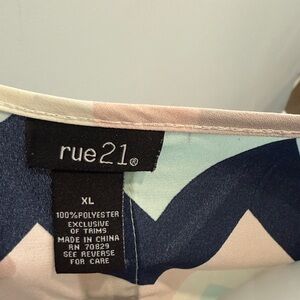 rue21®
XL
100%POLYESTER
EXCLUSIVE
OF TRIMS
MADE IN CHINA
RN 70829
SEE REVERSE
FOR CARE